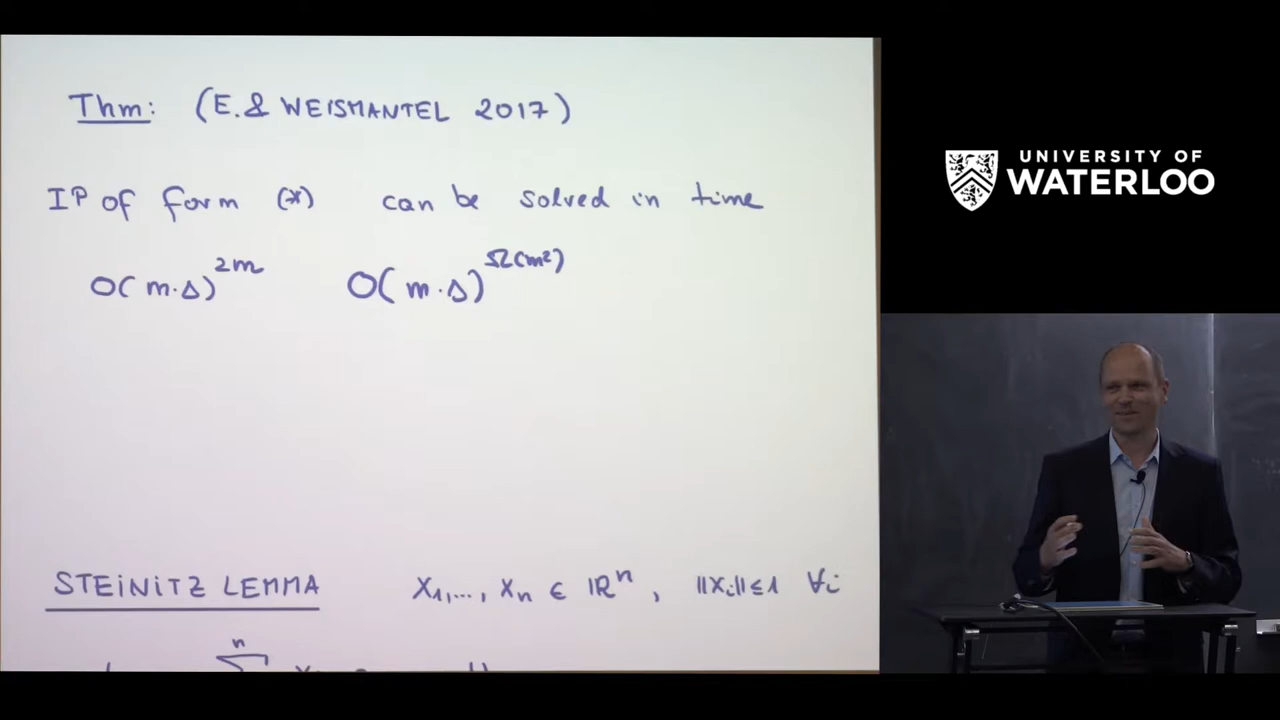 Thm: (E. & WEISMANTEL 2017)
IP of form (*) can be solved in time
O(m·Δ)^2m O(m·Δ)^Ω(m²)
STEINITZ LEMMA x₁,..., xₙ ∈ ℝⁿ, ||xᵢ|| ≤ 1 ∀i
UNIVERSITY OF
WATERLOO